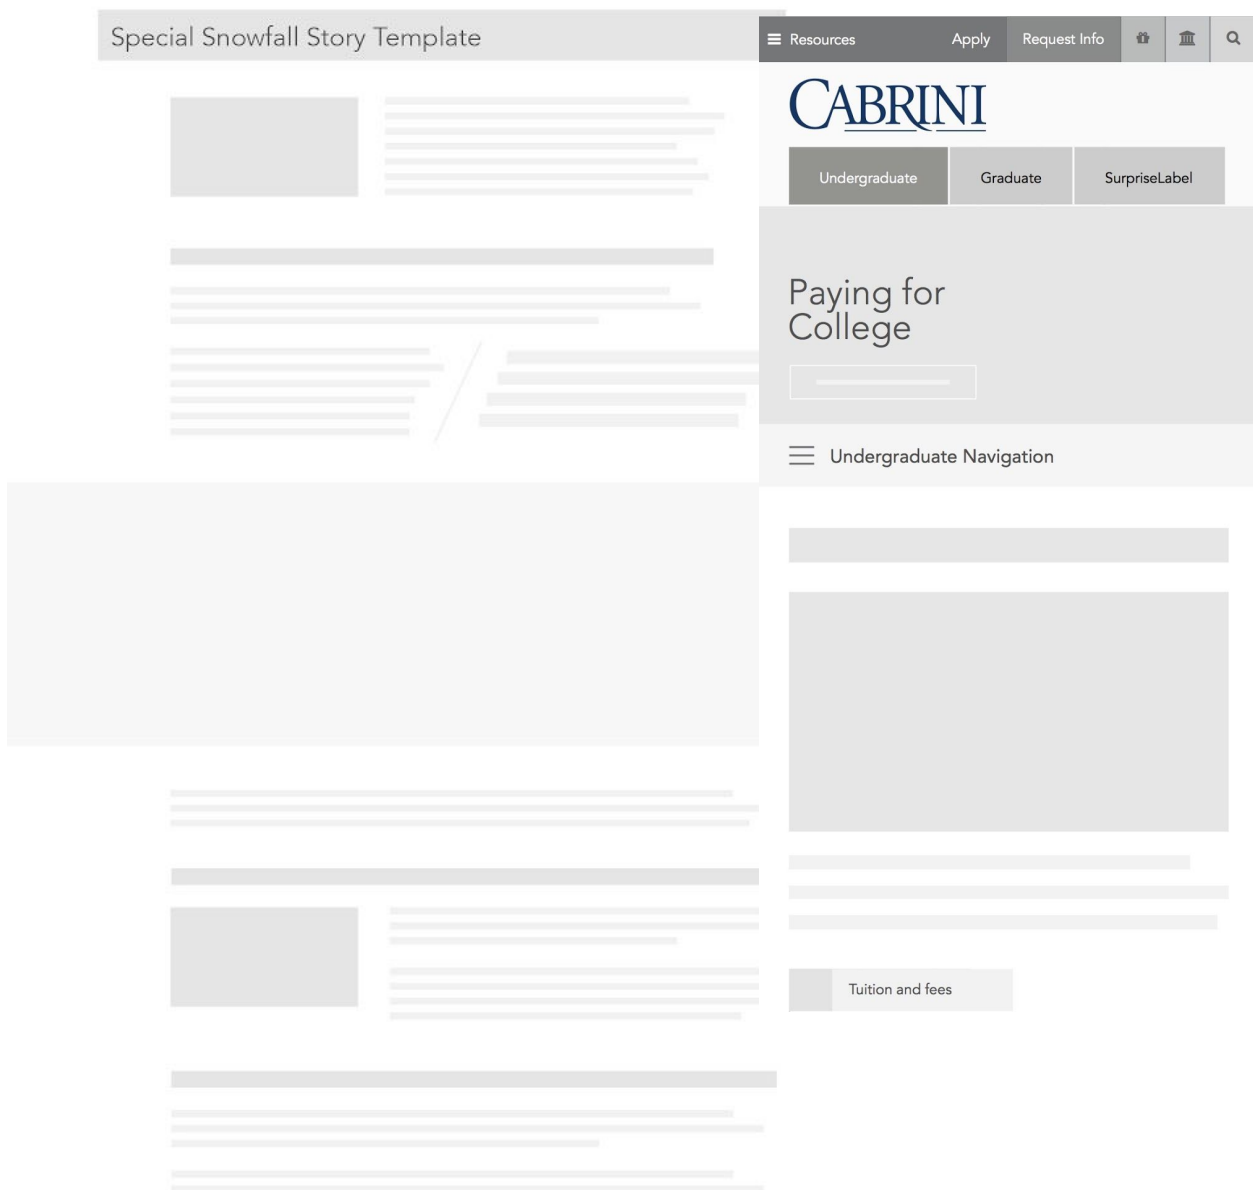 Special Snowfall Story Template
Resources Apply Request Info
CABRINI
Undergraduate Graduate SurpriseLabel
Paying for
College
Undergraduate Navigation
Tuition and fees